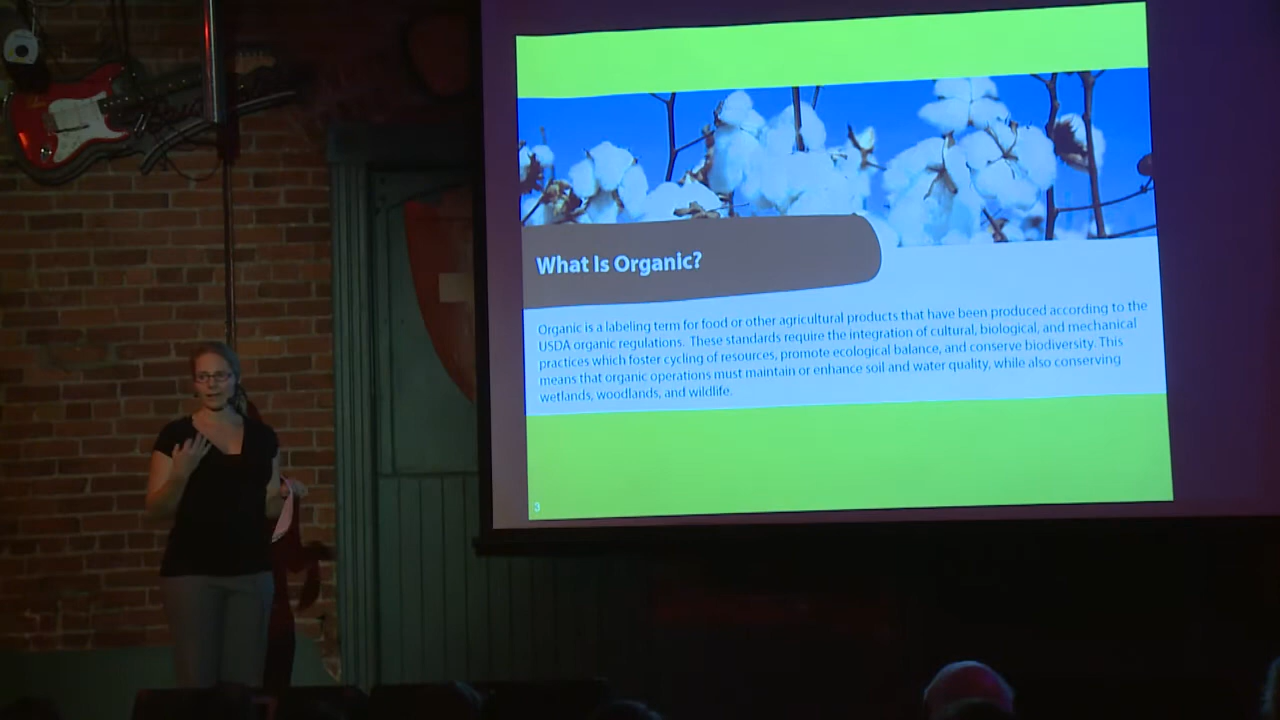 What Is Organic?
Organic is a labeling term for food or other agricultural products that have been produced according to the
USDA organic regulations. These standards require the integration of cultural, biological, and mechanical
practices which foster cycling of resources, promote ecological balance, and conserve biodiversity. This
means that organic operations must maintain or enhance soil and water quality, while also conserving
wetlands, woodlands, and wildlife.
3